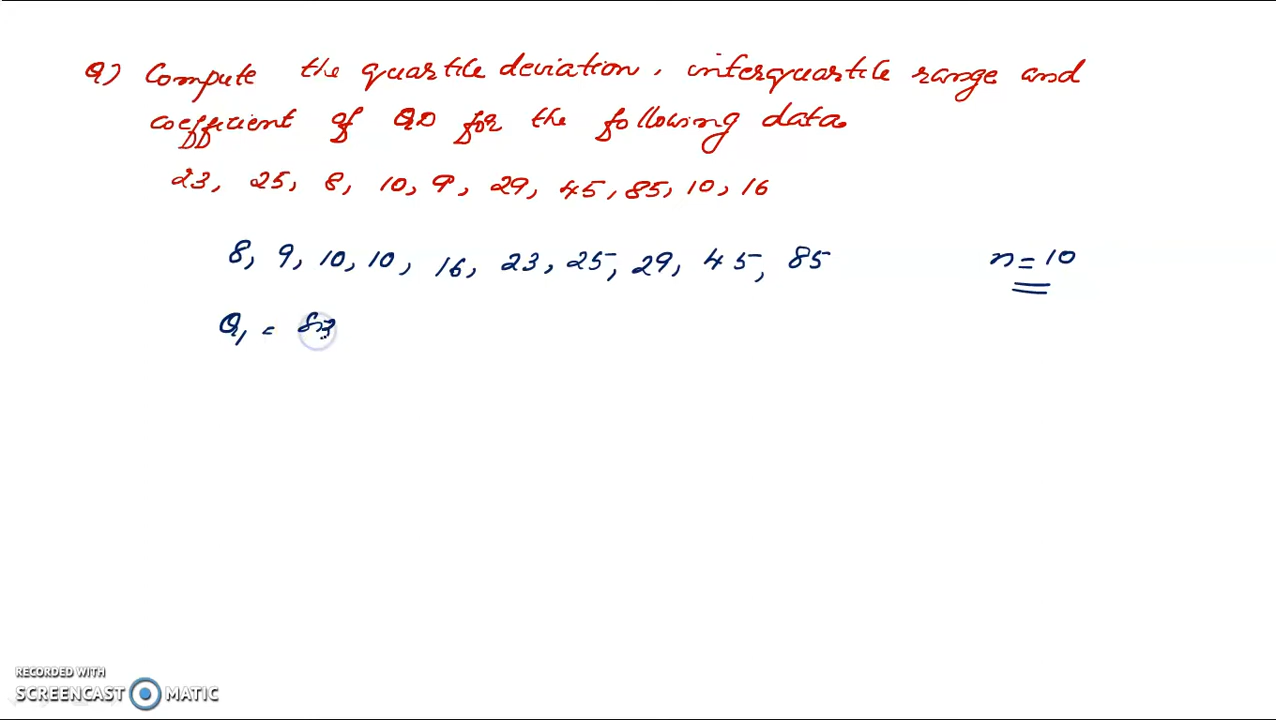 Q) Compute the quartile deviation, interquartile range and
coefficient of QD for the following data
23, 25, 8, 10, 9, 29, 45, 85, 10, 16
8, 9, 10, 10, 16, 23, 25, 29, 45, 85 n = 10
Q₁ =
RECORDED WITH
SCREENCAST MATIC